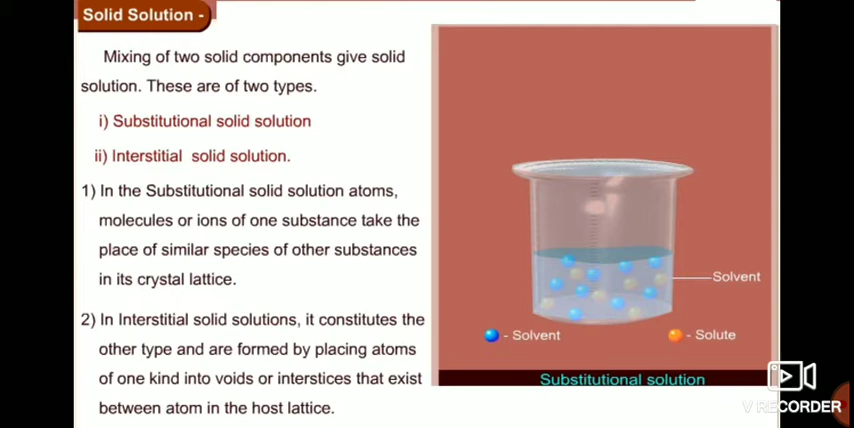 Solid Solution -
Mixing of two solid components give solid
solution. These are of two types.
i) Substitutional solid solution
ii) Interstitial solid solution.
1) In the Substitutional solid solution atoms,
molecules or ions of one substance take the
place of similar species of other substances
in its crystal lattice.
2) In Interstitial solid solutions, it constitutes the
other type and are formed by placing atoms
of one kind into voids or interstices that exist
between atom in the host lattice.
Solvent
- Solvent
- Solute
Substitutional solution
V RECORDER